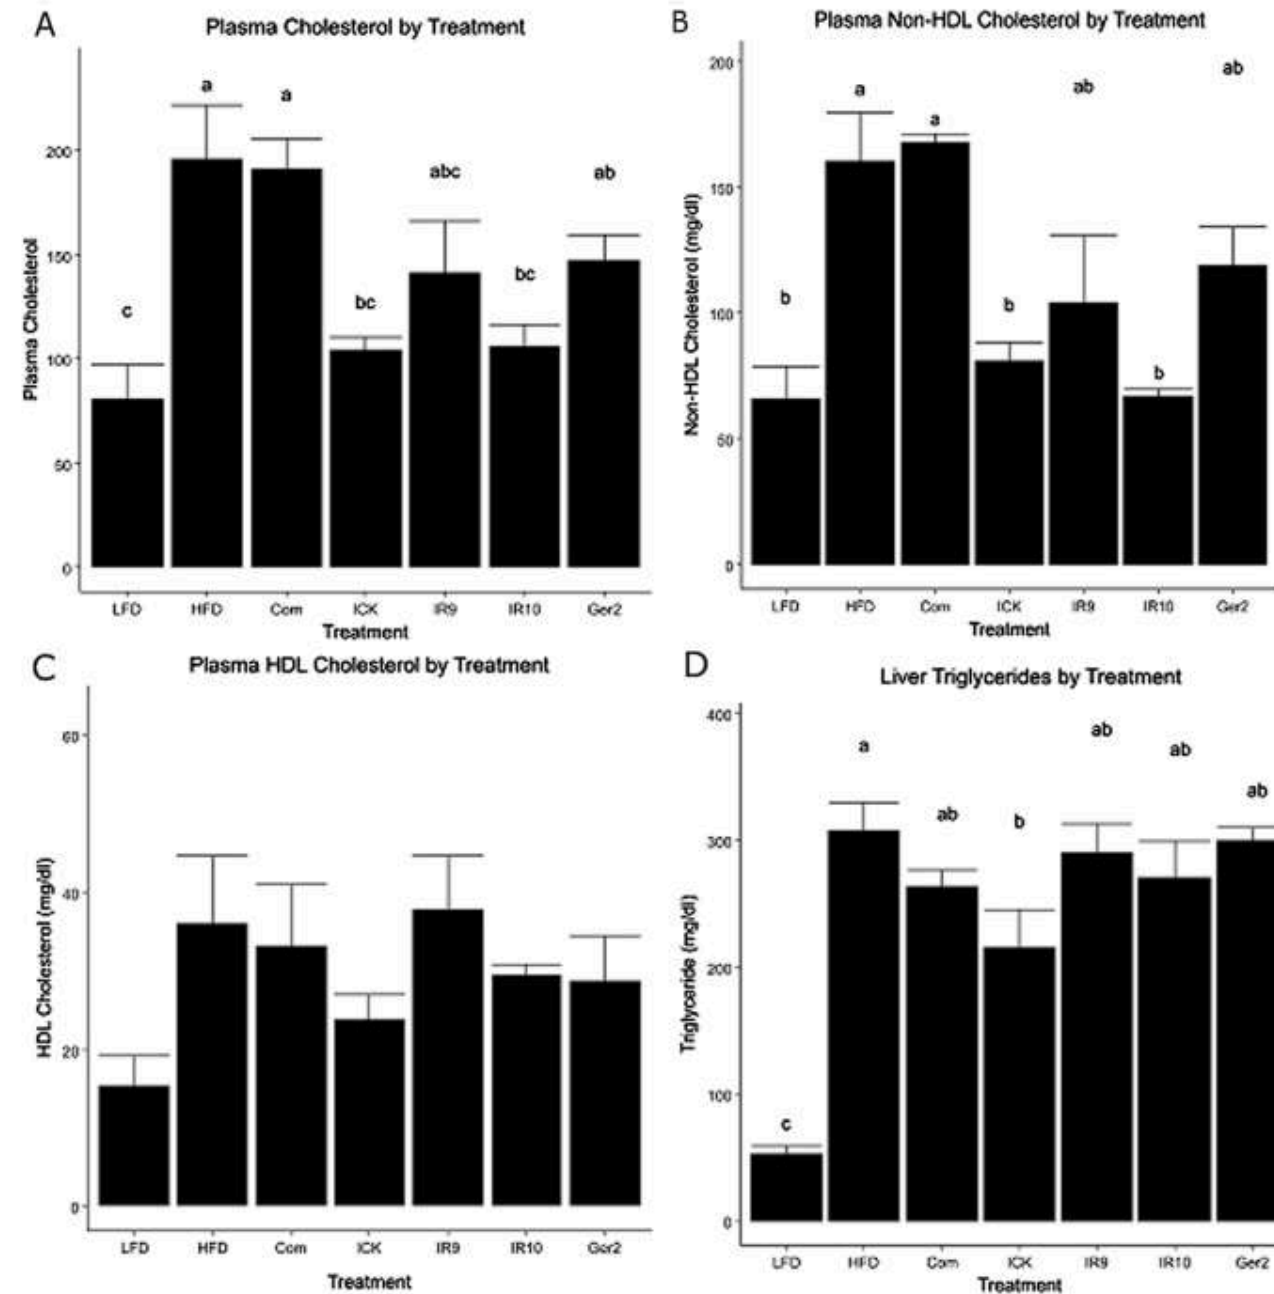 A
Plasma Cholesterol by Treatment
Plasma Cholesterol
200
150
100
50
0
c
a
a
bc
abc
bc
ab
LFD HFD Com ICK IR9 IR10 Ger2
Treatment
B
Plasma Non-HDL Cholesterol by Treatment
Non-HDL Cholesterol (mg/dl)
200
150
100
50
0
b
a
a
b
ab
b
ab
LFD HFD Com ICK IR9 IR10 Ger2
Treatment
C
Plasma HDL Cholesterol by Treatment
HDL Cholesterol (mg/dl)
60
40
20
0
LFD HFD Com ICK IR9 IR10 Ger2
Treatment
D
Liver Triglycerides by Treatment
Triglyceride (mg/dl)
400
300
200
100
0
c
a
ab
b
ab
ab
ab
LFD HFD Com ICK IR9 IR10 Ger2
Treatment